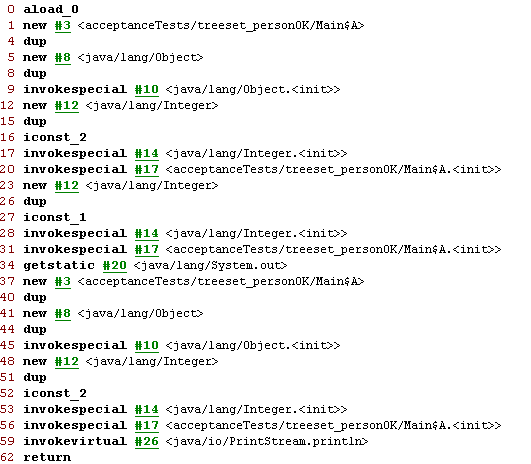 0 aload_0
1 new #3 <acceptanceTests/treeset_personOK/Main$A>
4 dup
5 new #8 <java/lang/Object>
8 dup
9 invokespecial #10 <java/lang/Object.<init>>
12 new #12 <java/lang/Integer>
15 dup
16 iconst_2
17 invokespecial #14 <java/lang/Integer.<init>>
20 invokespecial #17 <acceptanceTests/treeset_personOK/Main$A.<init>>
23 new #12 <java/lang/Integer>
26 dup
27 iconst_1
28 invokespecial #14 <java/lang/Integer.<init>>
31 invokespecial #17 <acceptanceTests/treeset_personOK/Main$A.<init>>
34 getstatic #20 <java/lang/System.out>
37 new #3 <acceptanceTests/treeset_personOK/Main$A>
40 dup
41 new #8 <java/lang/Object>
44 dup
45 invokespecial #10 <java/lang/Object.<init>>
48 new #12 <java/lang/Integer>
51 dup
52 iconst_2
53 invokespecial #14 <java/lang/Integer.<init>>
56 invokespecial #17 <acceptanceTests/treeset_personOK/Main$A.<init>>
59 invokevirtual #26 <java/io/PrintStream.println>
62 return